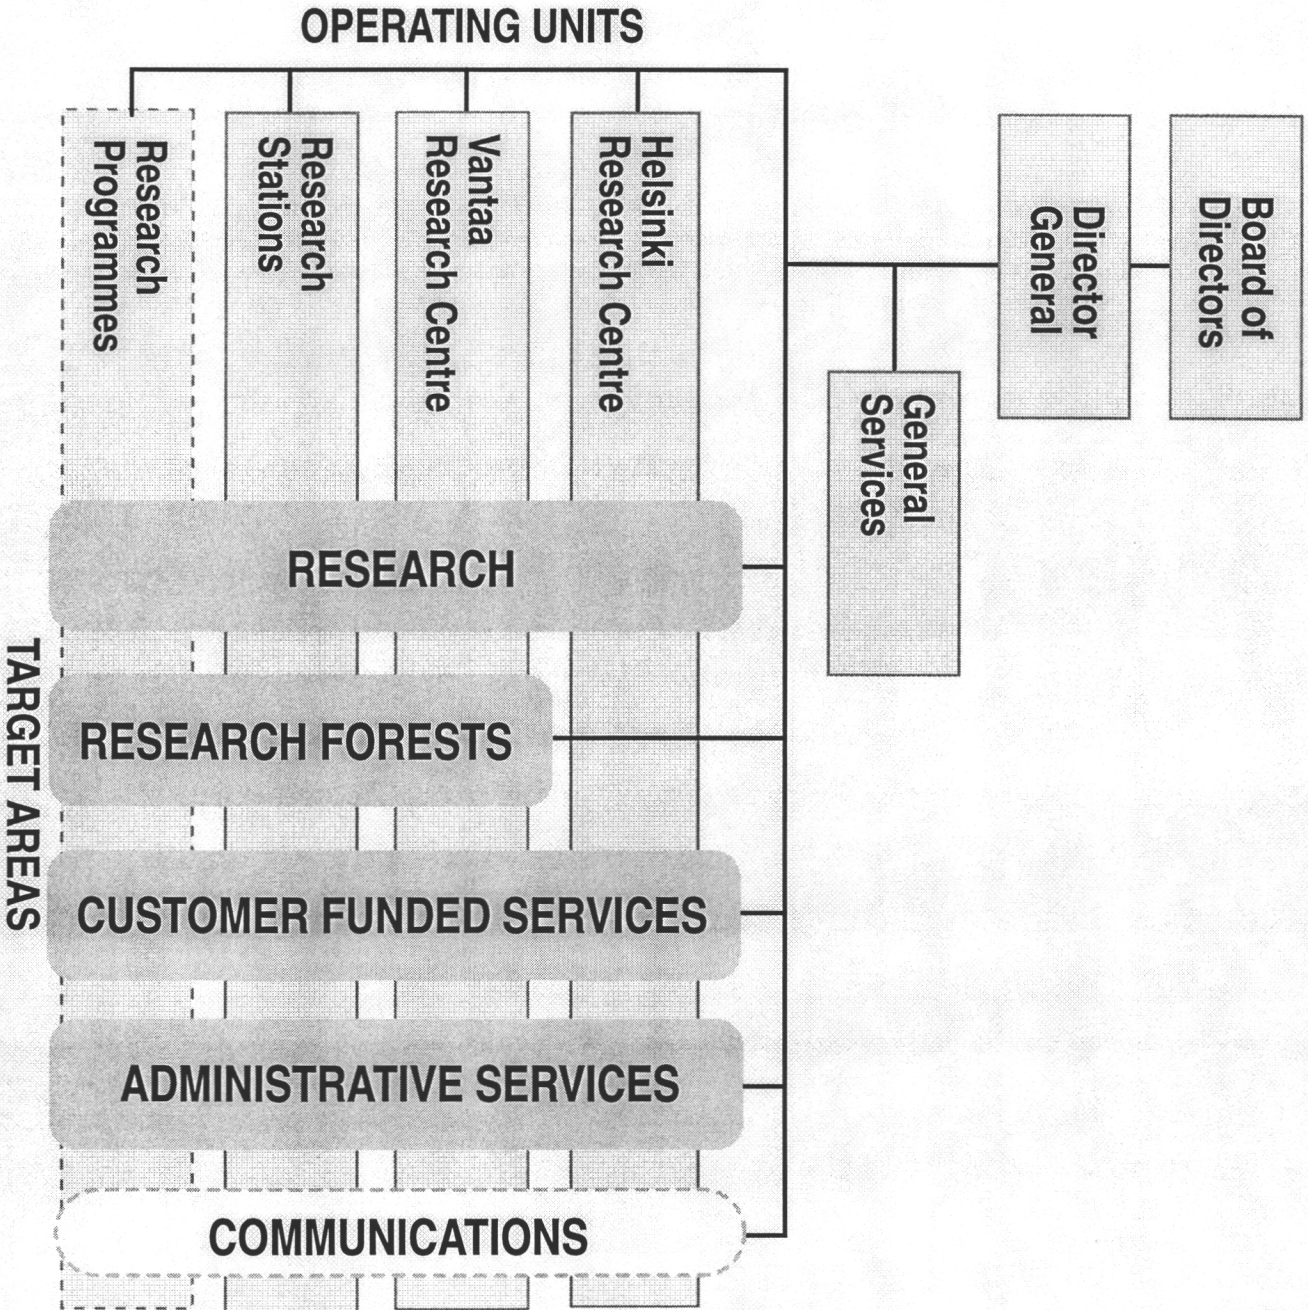 OPERATING UNITS
Board of
Directors
Director
General
General
Services
Helsinki
Research Centre
Vantaa
Research Centre
Research
Stations
Research
Programmes
RESEARCH
RESEARCH FORESTS
CUSTOMER FUNDED SERVICES
ADMINISTRATIVE SERVICES
COMMUNICATIONS
TARGET AREAS